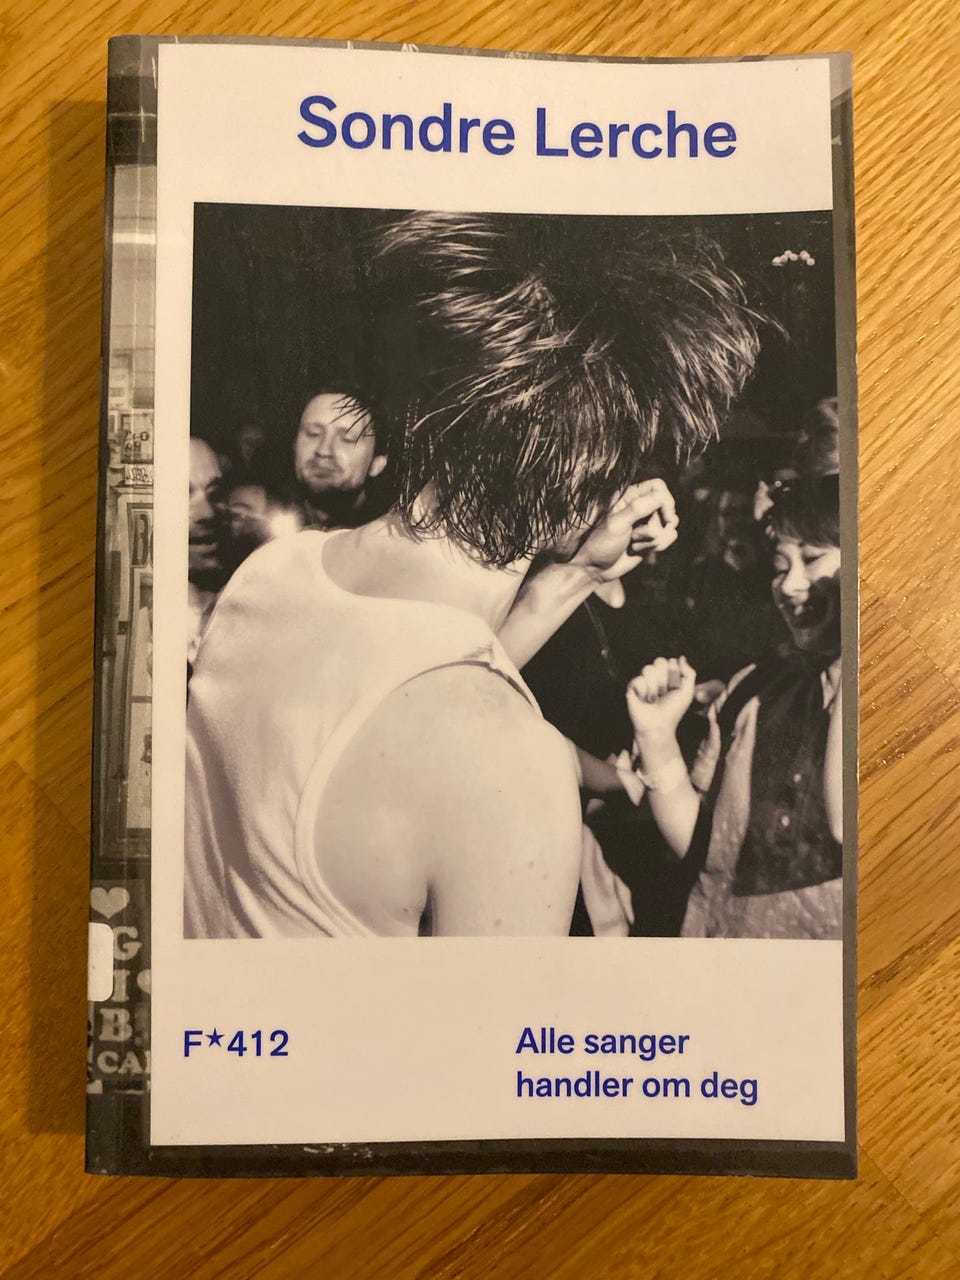 Sondre Lerche
F★412
Alle sanger
handler om deg